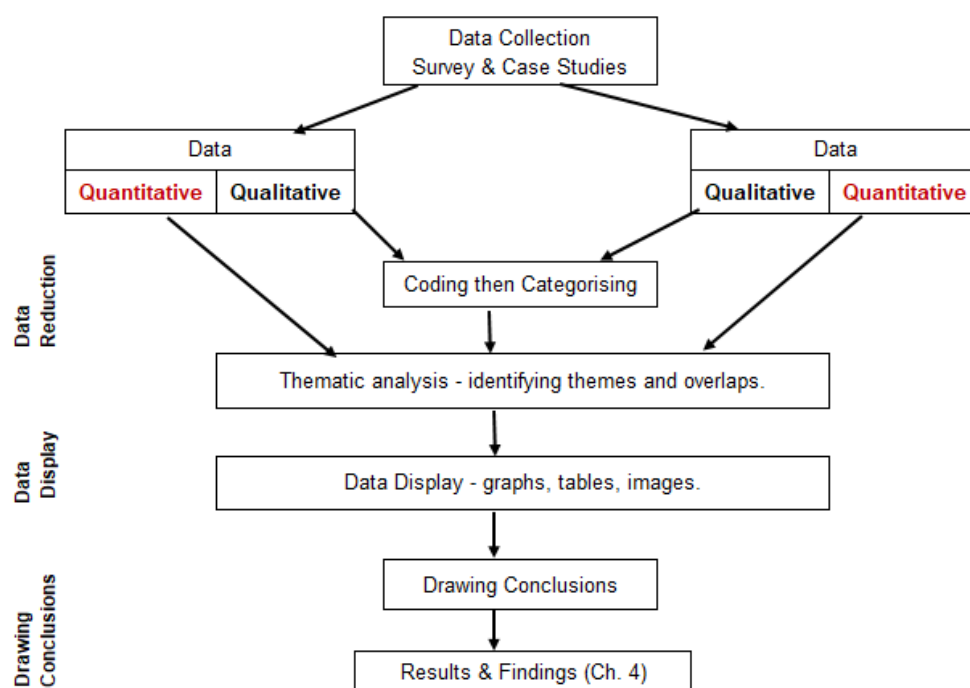 Data Collection
Survey & Case Studies
Data
Data
Quantitative Qualitative
Qualitative Quantitative
Data
Reduction
Coding then Categorising
Thematic analysis - identifying themes and overlaps.
Data
Display
Data Display - graphs, tables, images.
Drawing
Conclusions
Drawing Conclusions
Results & Findings (Ch. 4)